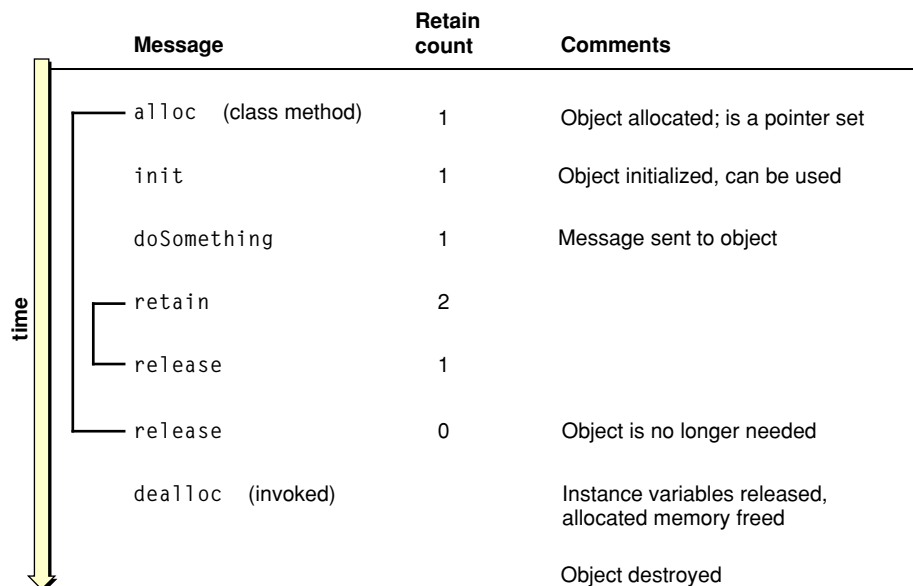 Message Retain count Comments
alloc (class method) 1 Object allocated; is a pointer set
init 1 Object initialized, can be used
doSomething 1 Message sent to object
retain 2
release 1
release 0 Object is no longer needed
dealloc (invoked) Instance variables released,
allocated memory freed
Object destroyed
time